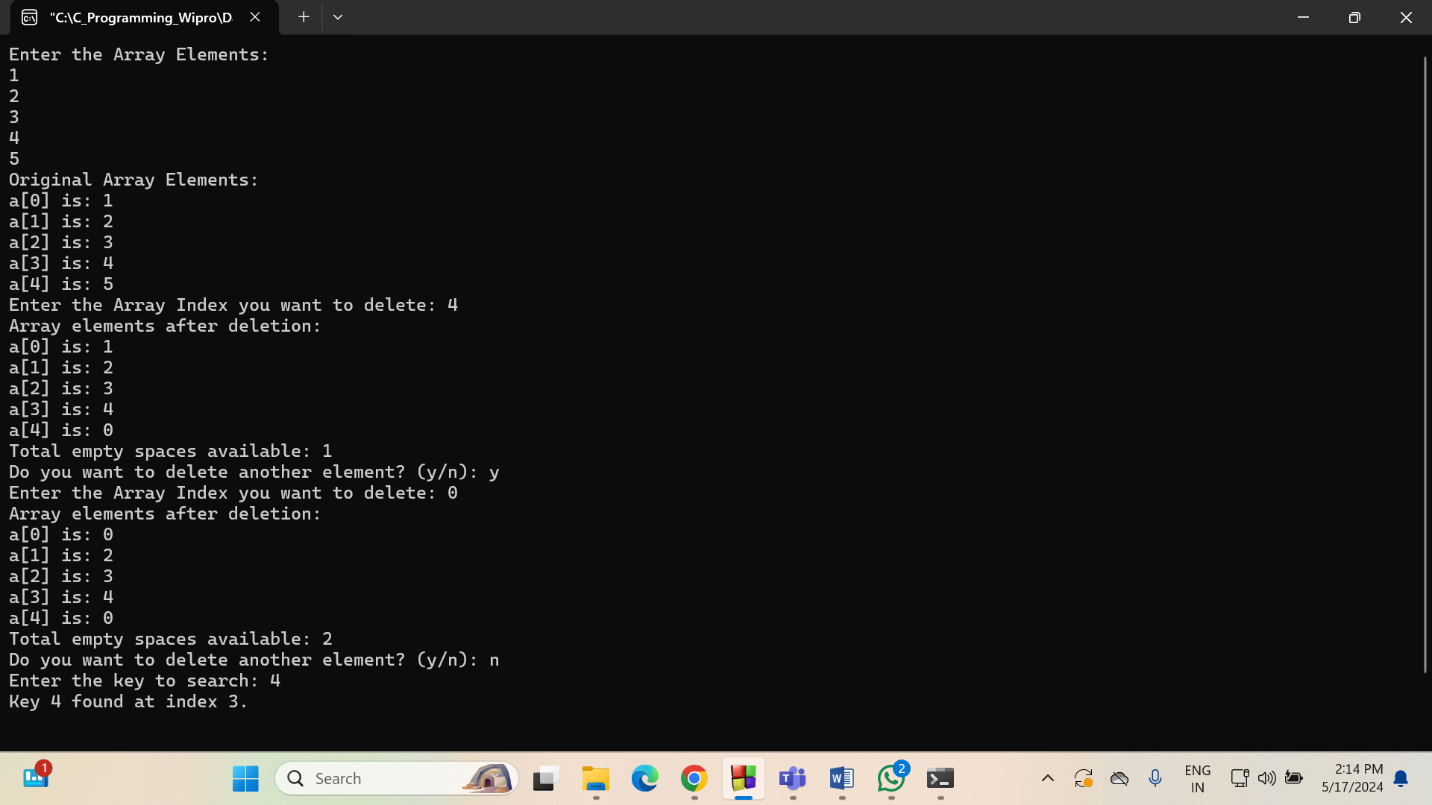 "C:\C_Programming_Wipro\D
Enter the Array Elements:
1
2
3
4
5
Original Array Elements:
a[0] is: 1
a[1] is: 2
a[2] is: 3
a[3] is: 4
a[4] is: 5
Enter the Array Index you want to delete: 4
Array elements after deletion:
a[0] is: 1
a[1] is: 2
a[2] is: 3
a[3] is: 4
a[4] is: 0
Total empty spaces available: 1
Do you want to delete another element? (y/n): y
Enter the Array Index you want to delete: 0
Array elements after deletion:
a[0] is: 0
a[1] is: 2
a[2] is: 3
a[3] is: 4
a[4] is: 0
Total empty spaces available: 2
Do you want to delete another element? (y/n): n
Enter the key to search: 4
Key 4 found at index 3.
1
Search
2
ENG
IN
2:14 PM
5/17/2024